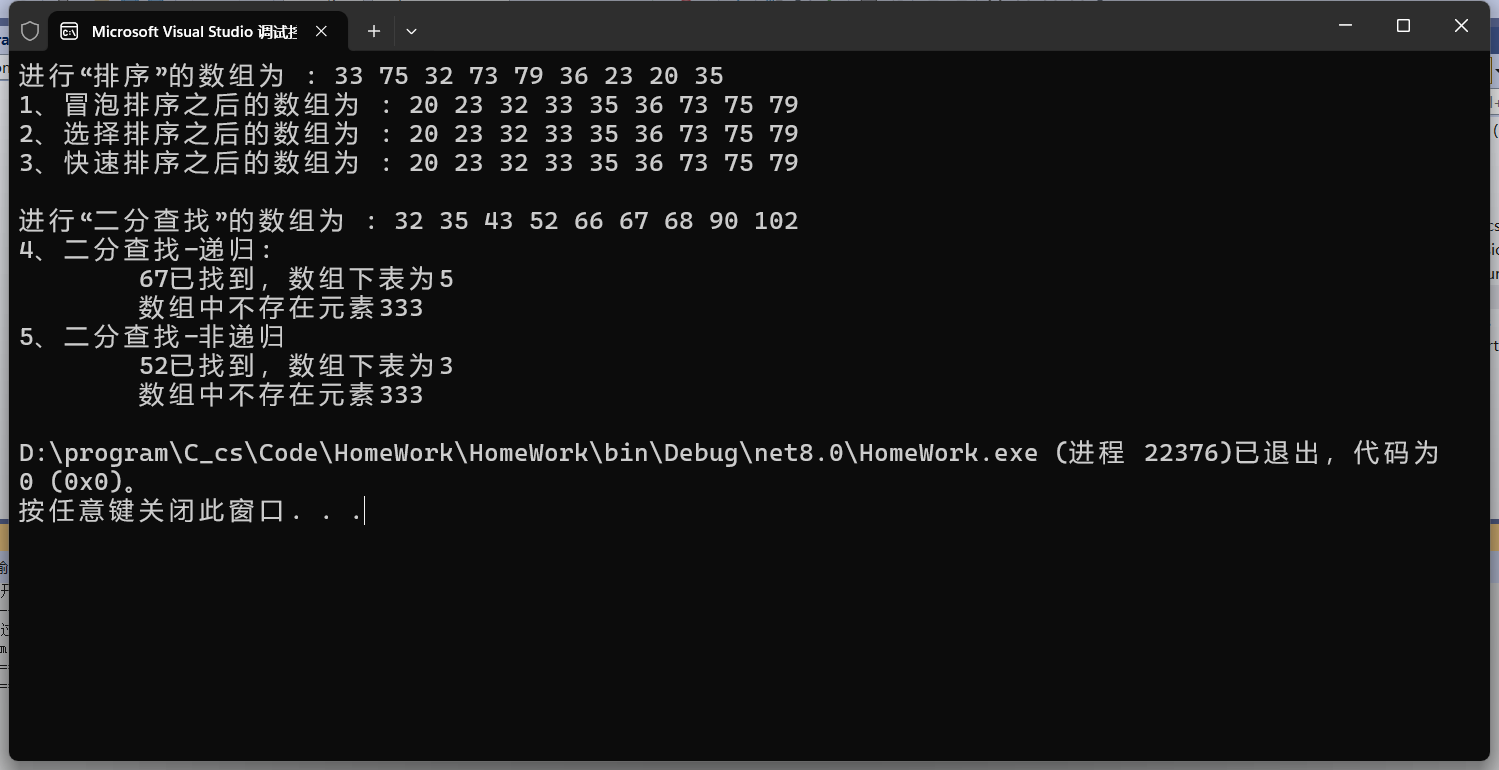 Microsoft Visual Studio 调试
进行“排序”的数组为 : 33 75 32 73 79 36 23 20 35
1、冒泡排序之后的数组为 : 20 23 32 33 35 36 73 75 79
2、选择排序之后的数组为 : 20 23 32 33 35 36 73 75 79
3、快速排序之后的数组为 : 20 23 32 33 35 36 73 75 79
进行“二分查找”的数组为 : 32 35 43 52 66 67 68 90 102
4、二分查找-递归:
67已找到, 数组下表为5
数组中不存在元素333
5、二分查找-非递归
52已找到, 数组下表为3
数组中不存在元素333
D:\program\C_cs\Code\HomeWork\HomeWork\bin\Debug\net8.0\HomeWork.exe (进程 22376)已退出, 代码为
0 (0x0)。
按任意键关闭此窗口. . .